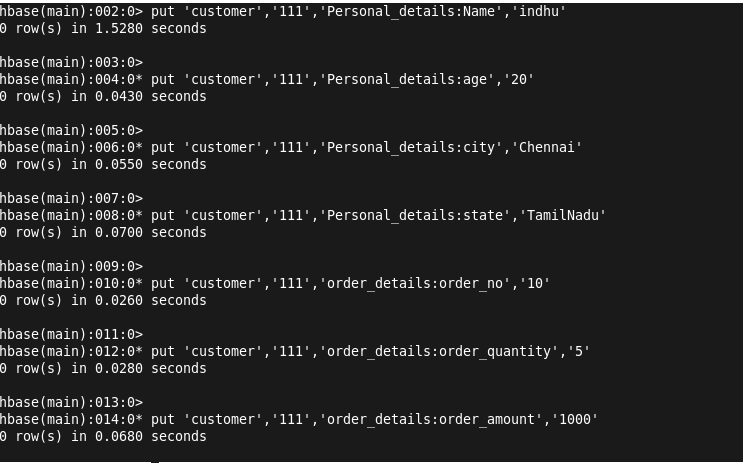 hbase(main):002:0> put 'customer','111','Personal_details:Name','indhu'
0 row(s) in 1.5280 seconds
hbase(main):003:0>
hbase(main):004:0* put 'customer','111','Personal_details:age','20'
0 row(s) in 0.0430 seconds
hbase(main):005:0>
hbase(main):006:0* put 'customer','111','Personal_details:city','Chennai'
0 row(s) in 0.0550 seconds
hbase(main):007:0>
hbase(main):008:0* put 'customer','111','Personal_details:state','TamilNadu'
0 row(s) in 0.0700 seconds
hbase(main):009:0>
hbase(main):010:0* put 'customer','111','order_details:order_no','10'
0 row(s) in 0.0260 seconds
hbase(main):011:0>
hbase(main):012:0* put 'customer','111','order_details:order_quantity','5'
0 row(s) in 0.0280 seconds
hbase(main):013:0>
hbase(main):014:0* put 'customer','111','order_details:order_amount','1000'
0 row(s) in 0.0680 seconds